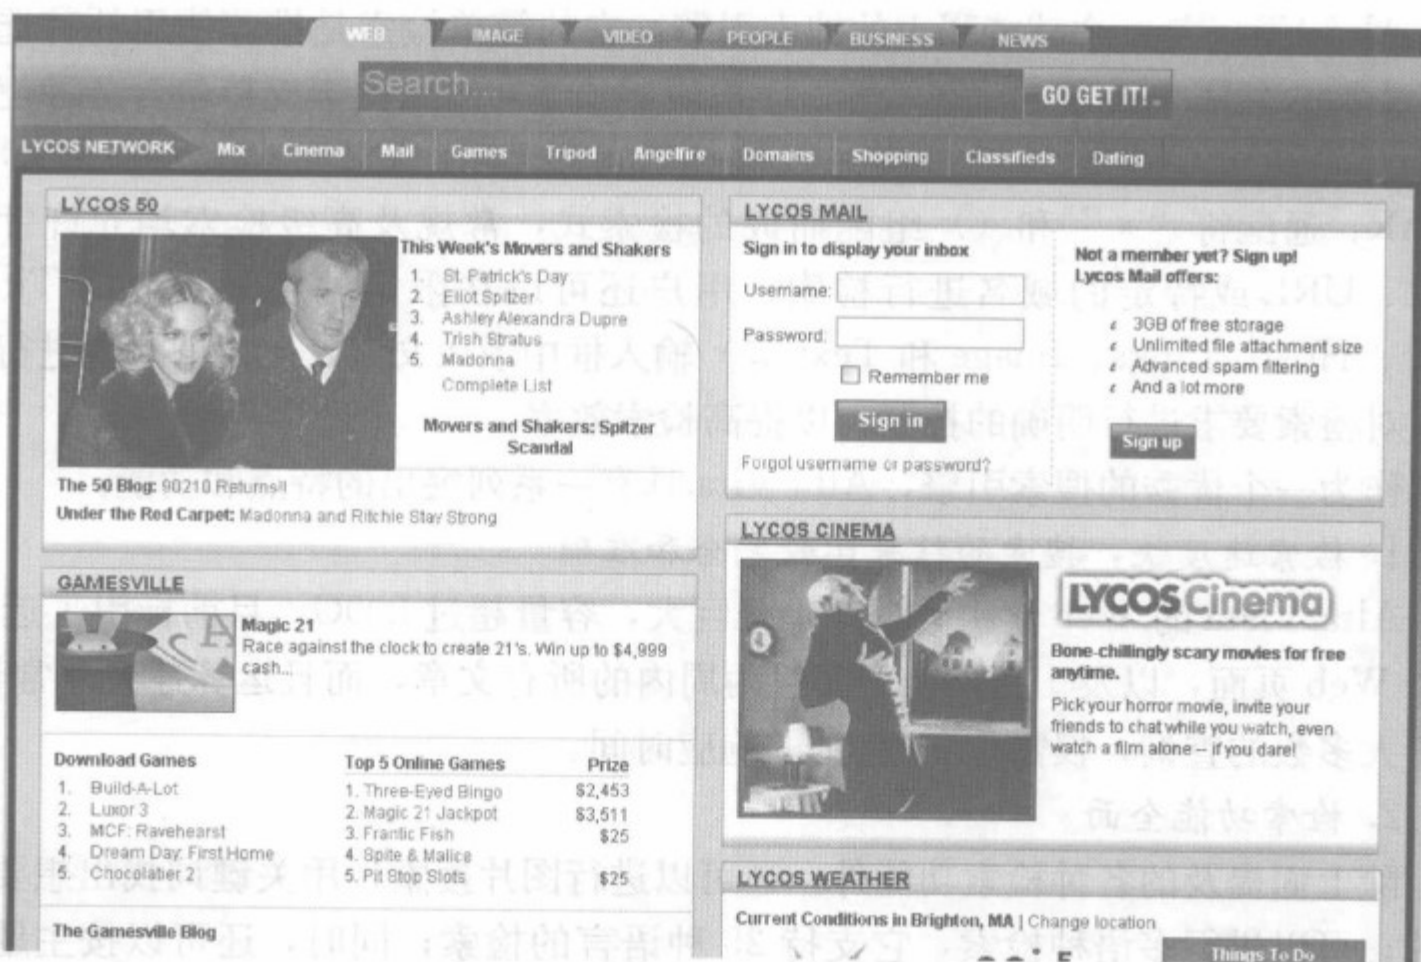 WEB IMAGE VIDEO PEOPLE BUSINESS NEWS
Search...
GO GET IT!
LYCOS NETWORK Mix Cinema Mail Games Tripod Angelfire Domains Shopping Classifieds Dating
LYCOS 50
This Week's Movers and Shakers
1. St. Patrick's Day
2. Elliot Spitzer
3. Ashley Alexandra Dupre
4. Trish Stratus
5. Madonna
Complete List
Movers and Shakers: Spitzer
Scandal
The 50 Blog: 90210 Returns!!
Under the Red Carpet: Madonna and Ritchie Stay Strong
GAMESVILLE
Magic 21
Race against the clock to create 21's. Win up to $4,999
cash...
Download Games
1. Build-A-Lot
2. Luxor 3
3. MCF: Ravehearst
4. Dream Day: First Home
5. Chocolatier 2
Top 5 Online Games Prize
1. Three-Eyed Bingo $2,453
2. Magic 21 Jackpot $3,511
3. Frantic Fish $25
4. Spite & Malice
5. Pit Stop Slots $25
The Gamesville Blog
LYCOS MAIL
Sign in to display your inbox
Username:
Password:
Remember me
Sign in
Forgot username or password?
Not a member yet? Sign up!
Lycos Mail offers:
3GB of free storage
Unlimited file attachment size
Advanced spam filtering
And a lot more
Sign up
LYCOS CINEMA
LYCOS Cinema
Bone-chillingly scary movies for free
anytime.
Pick your horror movie, invite your
friends to chat while you watch, even
watch a film alone – if you dare!
LYCOS WEATHER
Current Conditions in Brighton, MA | Change location
Things To Do